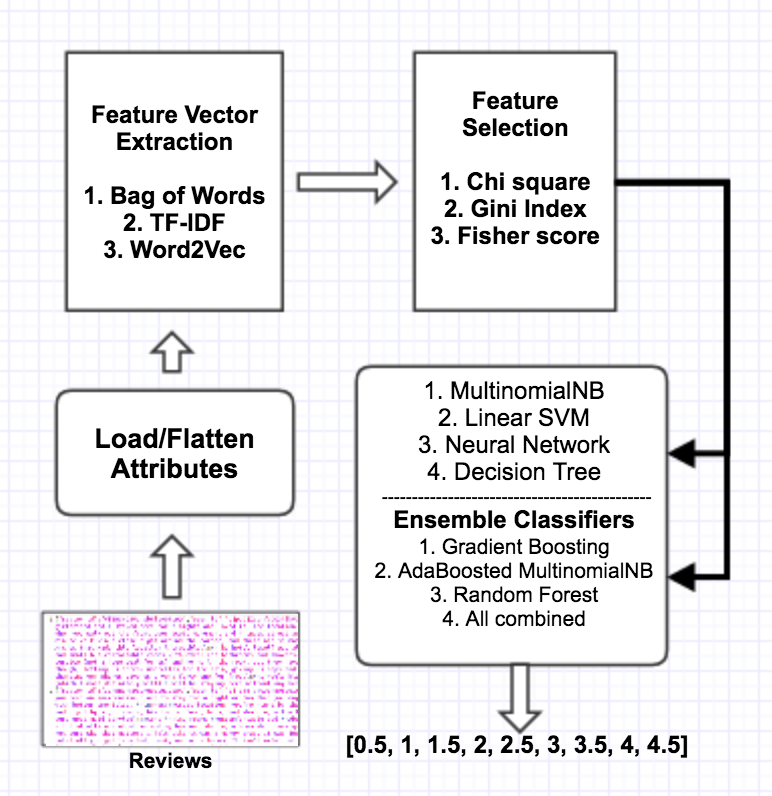 Feature Vector
Extraction
1. Bag of Words
2. TF-IDF
3. Word2Vec
Feature
Selection
1. Chi square
2. Gini Index
3. Fisher score
Load/Flatten
Attributes
Reviews
1. MultinomialNB
2. Linear SVM
3. Neural Network
4. Decision Tree
---------------------------------------------
Ensemble Classifiers
1. Gradient Boosting
2. AdaBoosted MultinomialNB
3. Random Forest
4. All combined
[0.5, 1, 1.5, 2, 2.5, 3, 3.5, 4, 4.5]